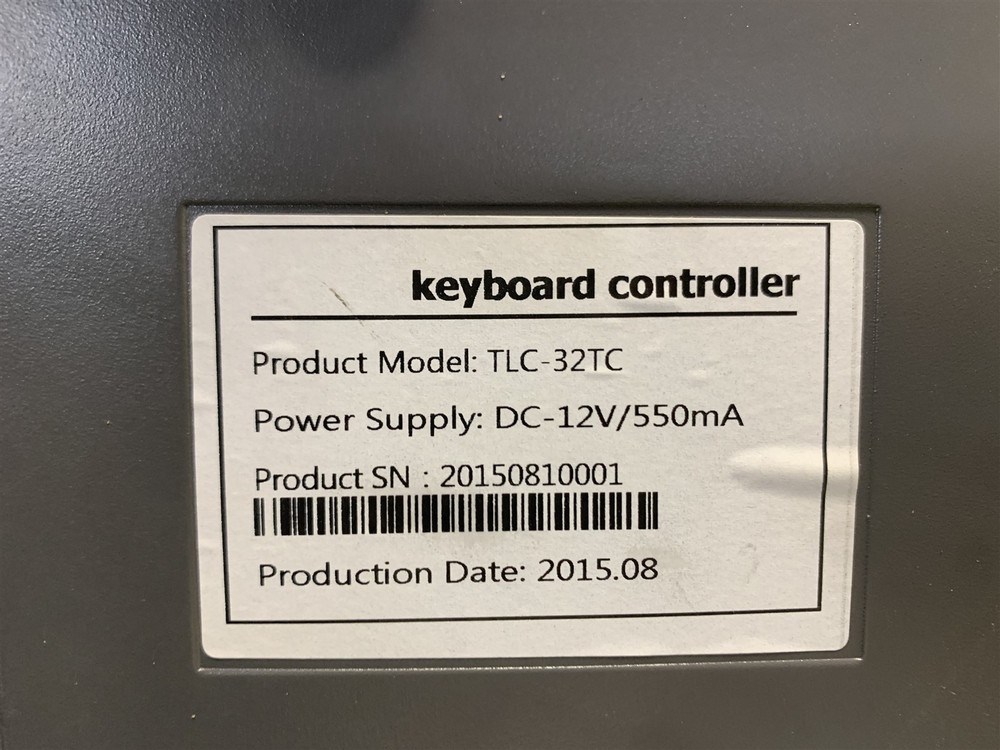 keyboard controller
Product Model: TLC-32TC
Power Supply: DC-12V/550mA
Product SN : 20150810001
Production Date: 2015.08